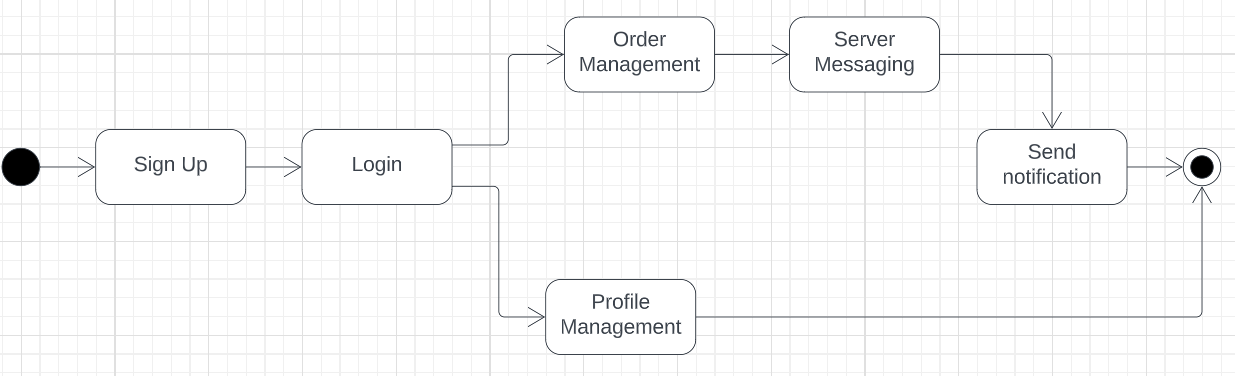 Order
Management
Server
Messaging
Sign Up
Login
Send
notification
Profile
Management